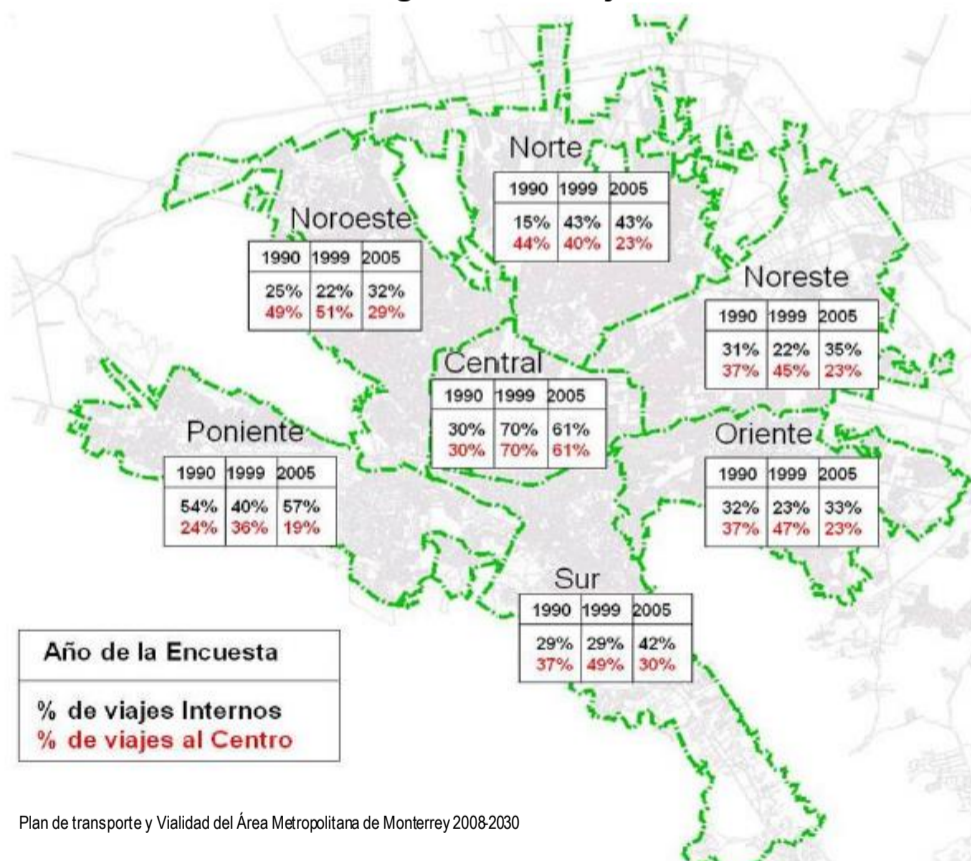 Norte
1990 1999 2005
15% 43% 43%
44% 40% 23%
Noroeste
1990 1999 2005
25% 22% 32%
49% 51% 29%
Noreste
1990 1999 2005
31% 22% 35%
37% 45% 23%
Central
1990 1999 2005
30% 70% 61%
30% 70% 61%
Poniente
1990 1999 2005
54% 40% 57%
24% 36% 19%
Oriente
1990 1999 2005
32% 23% 33%
37% 47% 23%
Sur
1990 1999 2005
29% 29% 42%
37% 49% 30%
Año de la Encuesta
% de viajes Internos
% de viajes al Centro
Plan de transporte y Vialidad del Área Metropolitana de Monterrey 2008-2030